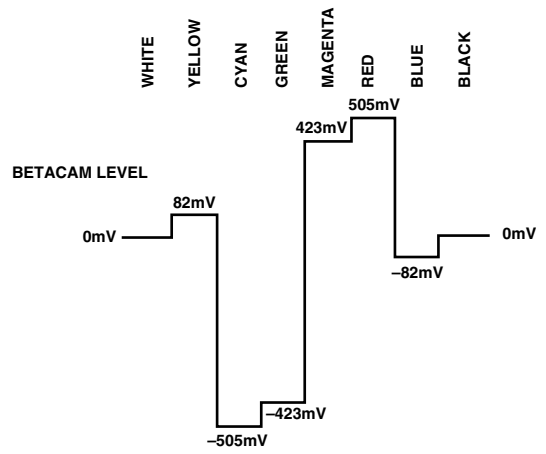 WHITE
YELLOW
CYAN
GREEN
MAGENTA
RED
BLUE
BLACK
505mV
423mV
BETACAM LEVEL
82mV
0mV
0mV
–82mV
–423mV
–505mV